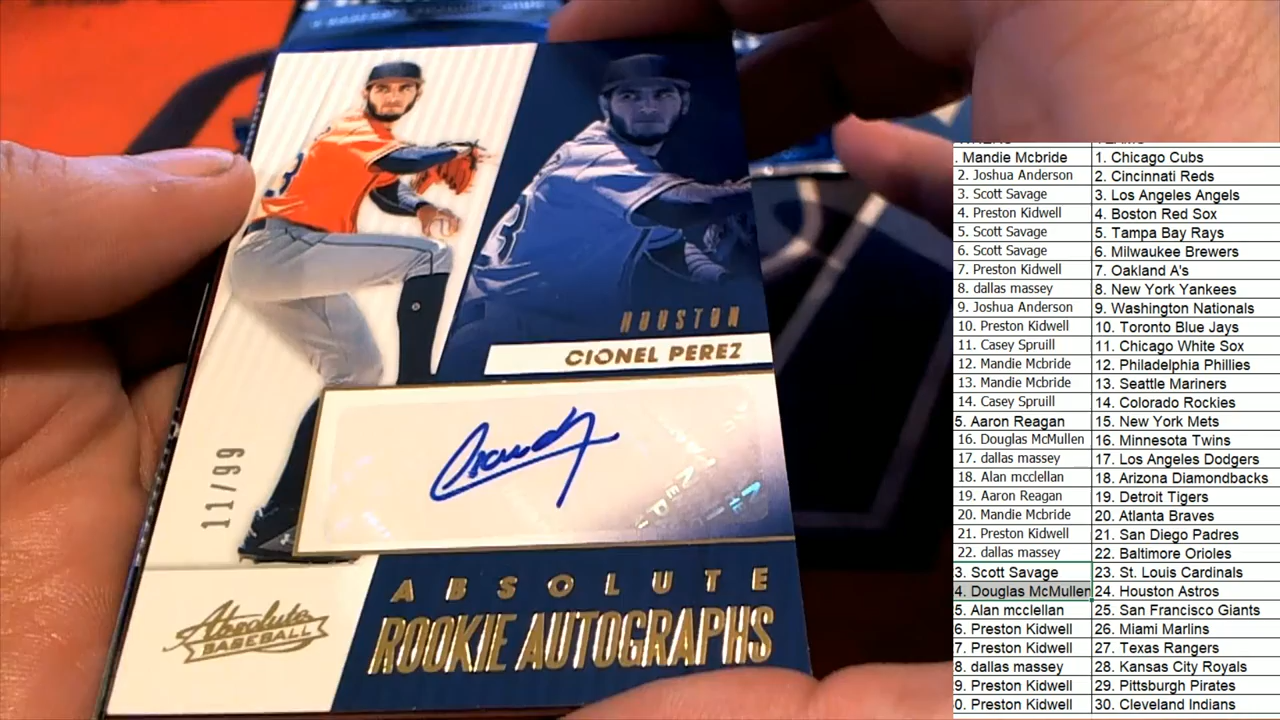 HOUSTON
CIONEL PEREZ
11/99
ABSOLUTE
ROOKIE AUTOGRAPHS
Absolute
BASEBALL
. Mandie Mcbride 1. Chicago Cubs
2. Joshua Anderson 2. Cincinnati Reds
3. Scott Savage 3. Los Angeles Angels
4. Preston Kidwell 4. Boston Red Sox
5. Scott Savage 5. Tampa Bay Rays
6. Scott Savage 6. Milwaukee Brewers
7. Preston Kidwell 7. Oakland A's
8. dallas massey 8. New York Yankees
9. Joshua Anderson 9. Washington Nationals
10. Preston Kidwell 10. Toronto Blue Jays
11. Casey Spruill 11. Chicago White Sox
12. Mandie Mcbride 12. Philadelphia Phillies
13. Mandie Mcbride 13. Seattle Mariners
14. Casey Spruill 14. Colorado Rockies
5. Aaron Reagan 15. New York Mets
16. Douglas McMullen 16. Minnesota Twins
17. dallas massey 17. Los Angeles Dodgers
18. Alan mcclellan 18. Arizona Diamondbacks
19. Aaron Reagan 19. Detroit Tigers
20. Mandie Mcbride 20. Atlanta Braves
21. Preston Kidwell 21. San Diego Padres
22. dallas massey 22. Baltimore Orioles
3. Scott Savage 23. St. Louis Cardinals
4. Douglas McMullen 24. Houston Astros
5. Alan mcclellan 25. San Francisco Giants
6. Preston Kidwell 26. Miami Marlins
7. Preston Kidwell 27. Texas Rangers
8. dallas massey 28. Kansas City Royals
9. Preston Kidwell 29. Pittsburgh Pirates
0. Preston Kidwell 30. Cleveland Indians